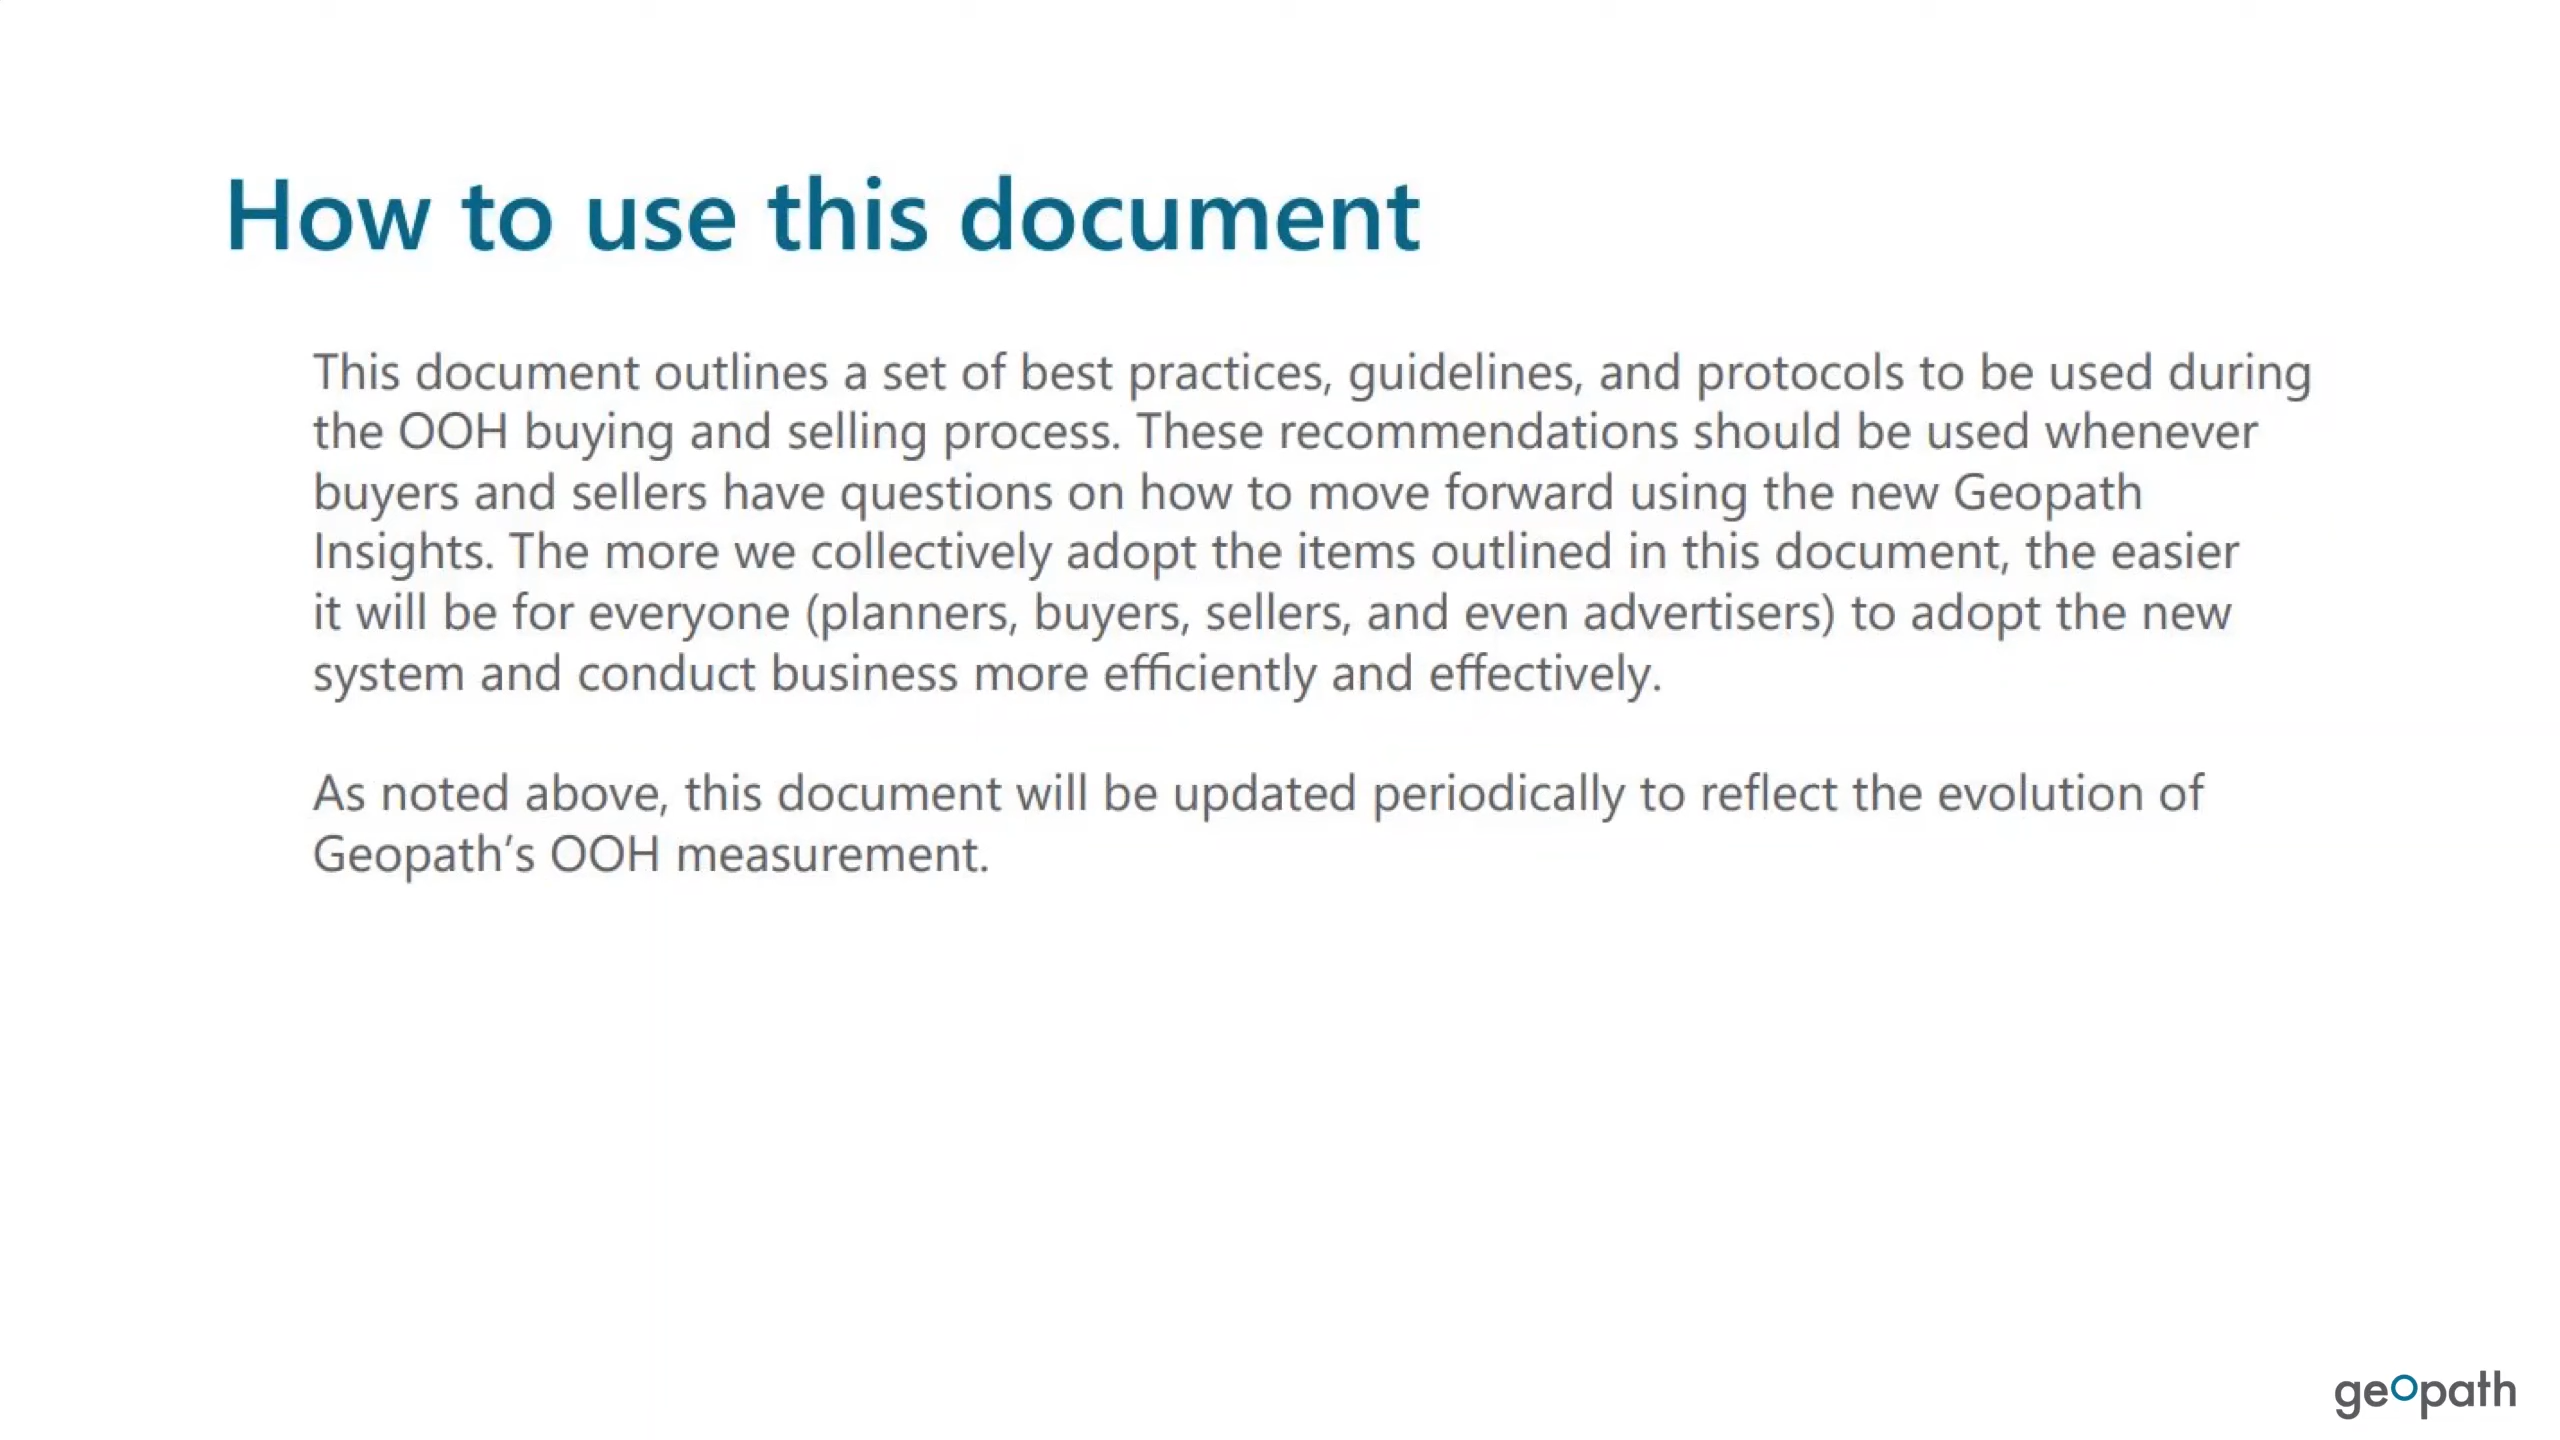 How to use this document
This document outlines a set of best practices, guidelines, and protocols to be used during
the OOH buying and selling process. These recommendations should be used whenever
buyers and sellers have questions on how to move forward using the new Geopath
Insights. The more we collectively adopt the items outlined in this document, the easier
it will be for everyone (planners, buyers, sellers, and even advertisers) to adopt the new
system and conduct business more efficiently and effectively.
As noted above, this document will be updated periodically to reflect the evolution of
Geopath’s OOH measurement.
geopath